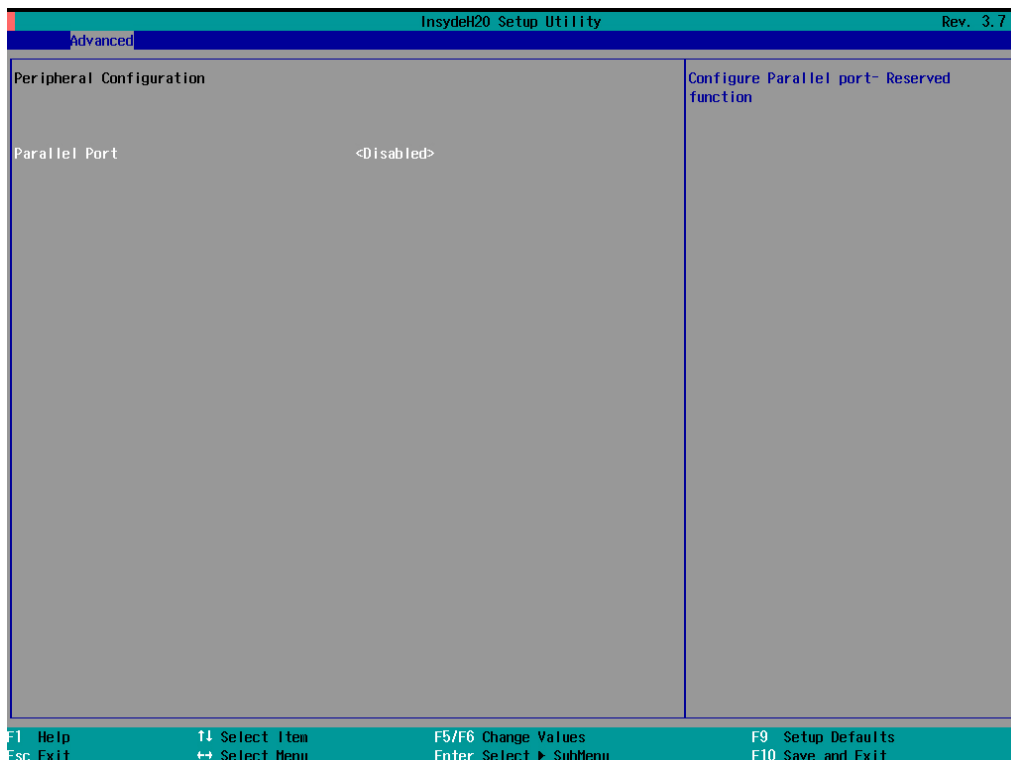 InsydeH20 Setup Utility Rev. 3.7
Advanced
Peripheral Configuration
Configure Parallel port- Reserved
function
Parallel Port <Disabled>
F1 Help ↑↓ Select Item F5/F6 Change Values F9 Setup Defaults
Esc Exit ↔ Select Menu Enter Select ▶ SubMenu F10 Save and Exit